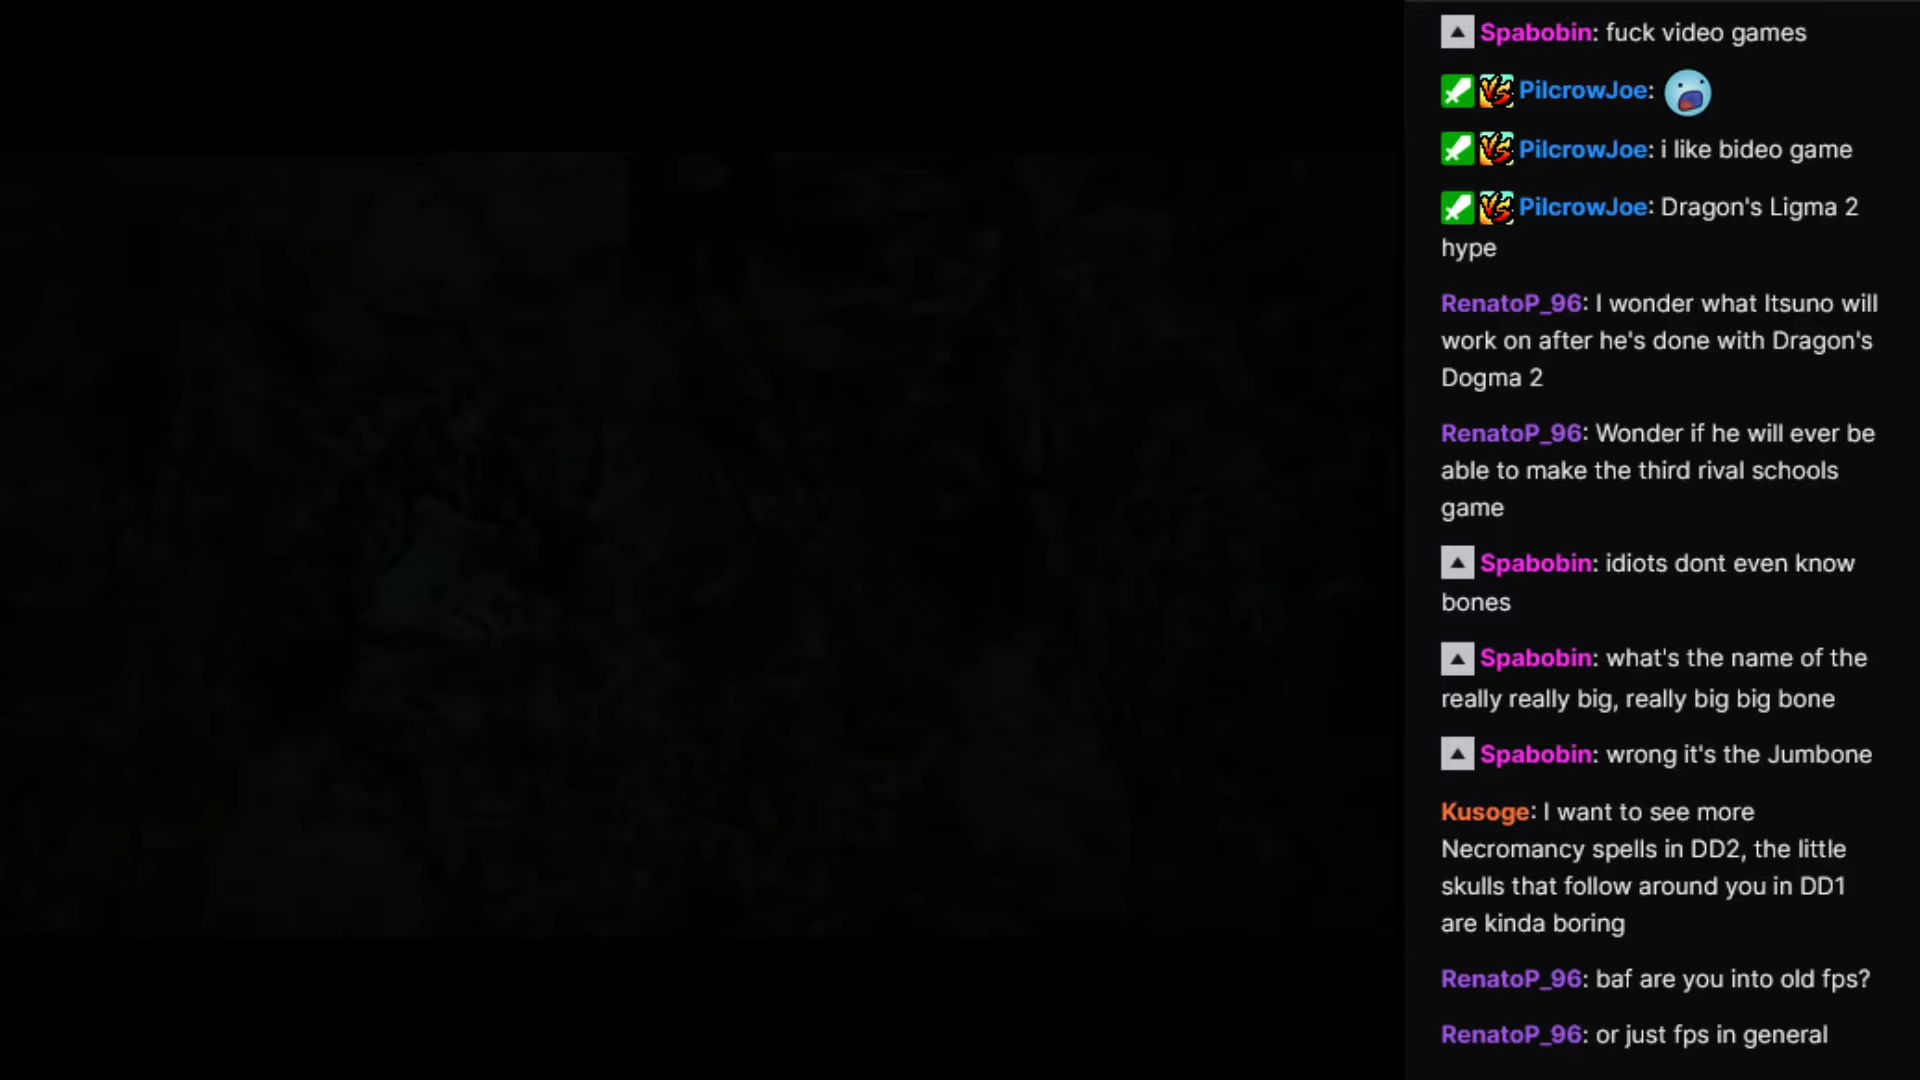 Spabobin: fuck video games
PilcrowJoe:
PilcrowJoe: i like bideo game
PilcrowJoe: Dragon's Ligma 2
hype
RenatoP_96: I wonder what Itsuno will
work on after he's done with Dragon's
Dogma 2
RenatoP_96: Wonder if he will ever be
able to make the third rival schools
game
Spabobin: idiots dont even know
bones
Spabobin: what's the name of the
really really big, really big big bone
Spabobin: wrong it's the Jumbone
Kusoge: I want to see more
Necromancy spells in DD2, the little
skulls that follow around you in DD1
are kinda boring
RenatoP_96: baf are you into old fps?
RenatoP_96: or just fps in general